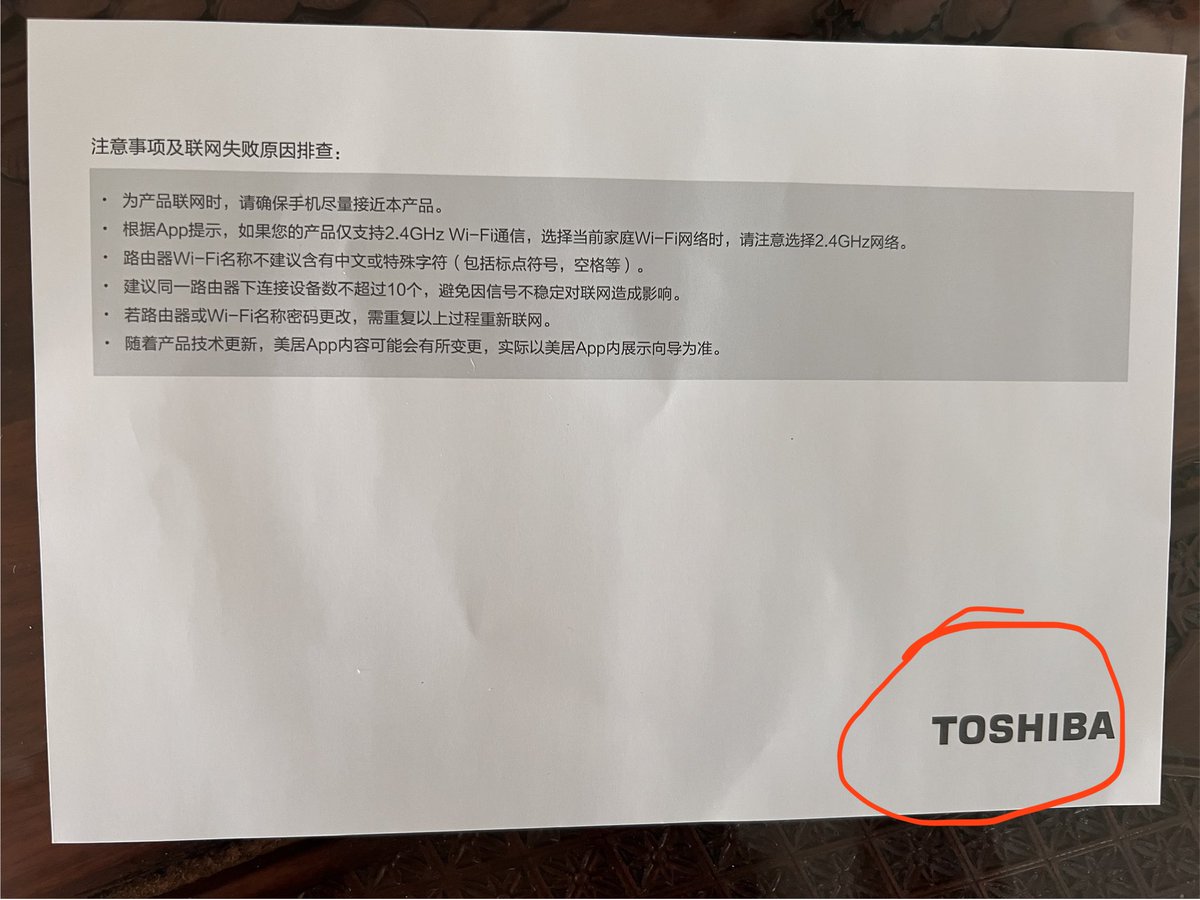 注意事项及联网失败原因排查：
· 为产品联网时，请确保手机尽量接近本产品。
· 根据App提示，如果您的产品仅支持2.4GHz Wi-Fi通信，选择当前家庭Wi-Fi网络时，请注意选择2.4GHz网络。
· 路由器Wi-Fi名称不建议含有中文或特殊字符（包括标点符号，空格等）。
· 建议同一路由器下连接设备数不超过10个，避免因信号不稳定对联网造成影响。
· 若路由器或Wi-Fi名称密码更改，需重复以上过程重新联网。
· 随着产品技术更新，美居App内容可能会有所变更，实际以美居App内展示向导为准。
TOSHIBA